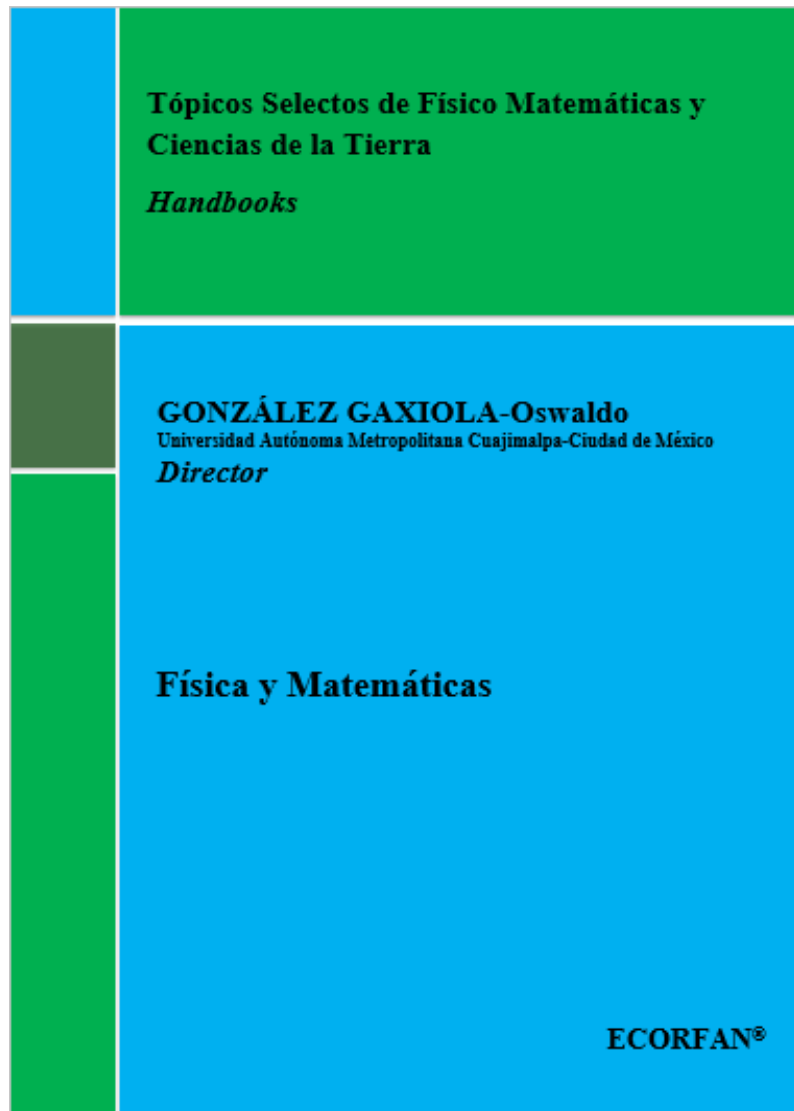 Tópicos Selectos de Físico Matemáticas y
Ciencias de la Tierra
Handbooks
GONZÁLEZ GAXIOLA-Oswaldo
Universidad Autónoma Metropolitana Cuajimalpa-Ciudad de México
Director
Física y Matemáticas
ECORFAN®